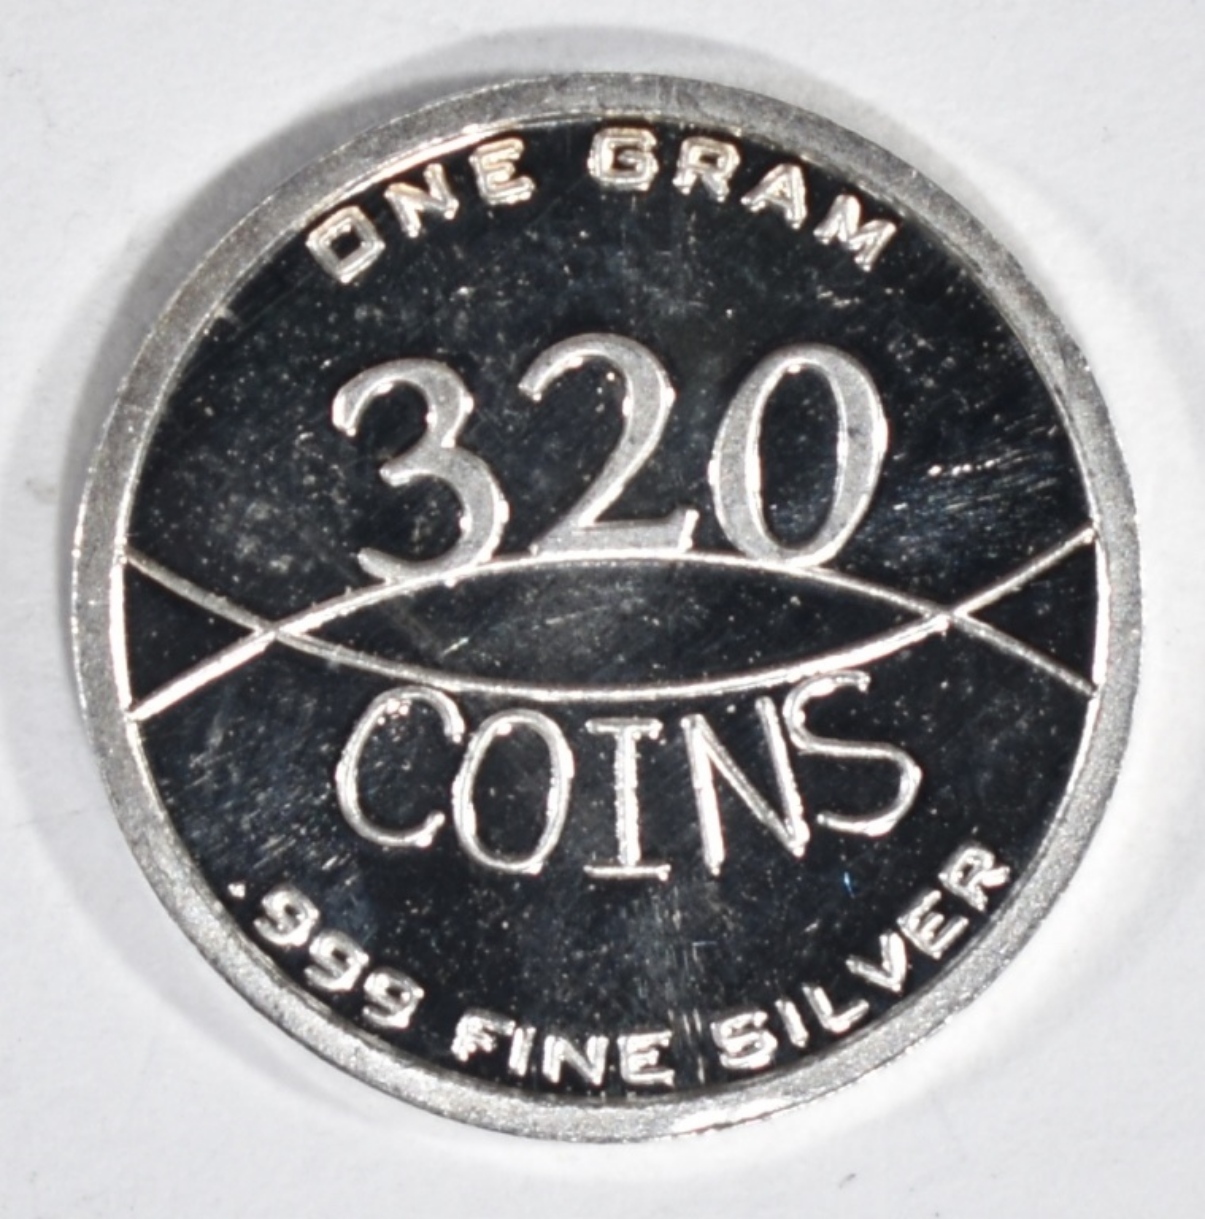 ONE GRAM
320
COINS
.999 FINE SILVER